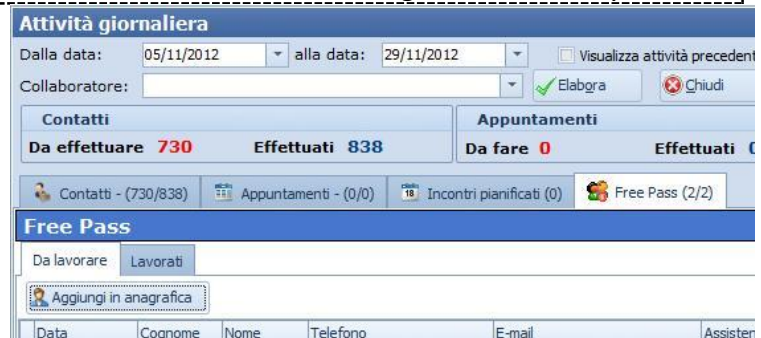 Attività giornaliera
Dalla data: 05/11/2012 alla data: 29/11/2012 Visualizza attività
Collaboratore: Elabora Chiudi
Contatti Appuntamenti
Da effettuare 730 Effettuati 838 Da fare 0 Effettuati
Contatti - (730/838) Appuntamenti - (0/0) Incontri pianificati (0) Free Pass (2/2)
Free Pass
Da lavorare Lavorati
Aggiungi in anagrafica
Data Cognome Nome Telefono E-mail